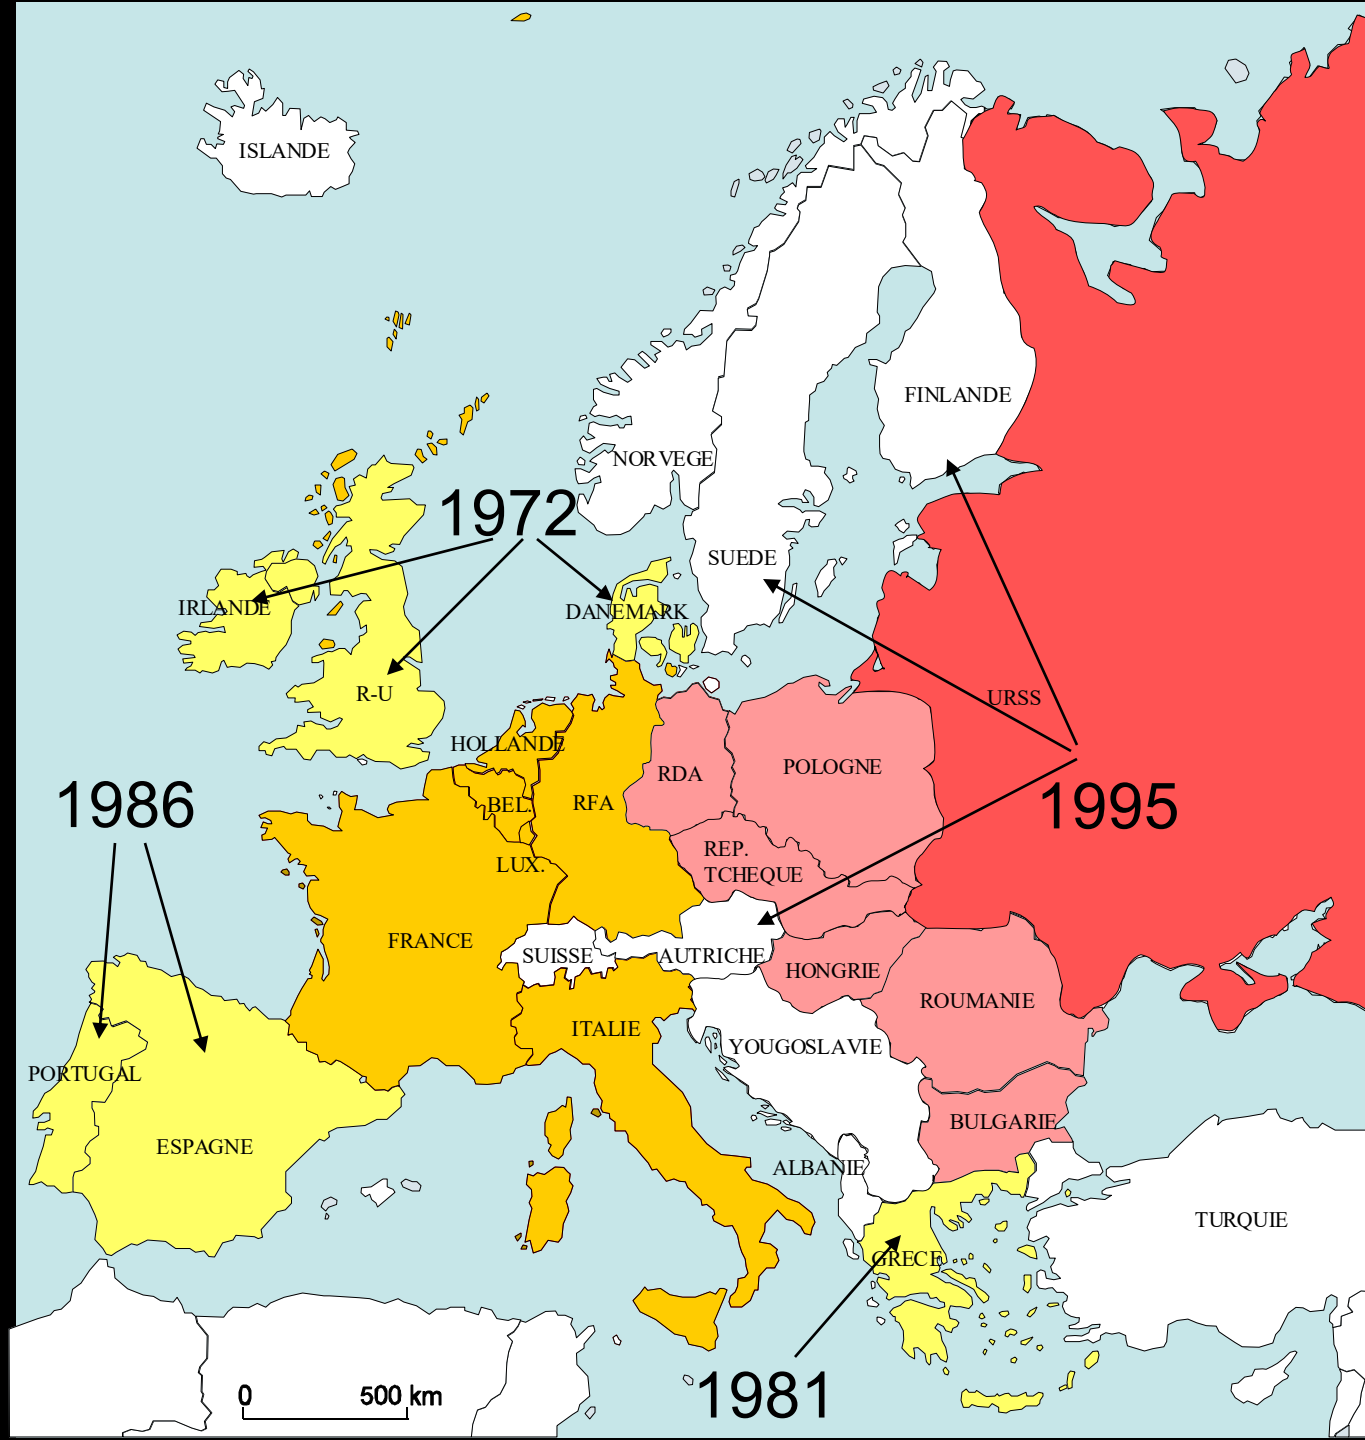 ISLANDE
FINLANDE
NORVEGE
1972
SUEDE
IRLANDE
DANEMARK
R-U
URSS
HOLLANDE
POLOGNE
RDA
1986
BEL.
RFA
1995
REP.
TCHEQUE
LUX.
FRANCE
SUISSE
AUTRICHE
HONGRIE
ROUMANIE
ITALIE
YOUGOSLAVIE
PORTUGAL
BULGARIE
ESPAGNE
ALBANIE
TURQUIE
GRECE
0
500 km
1981